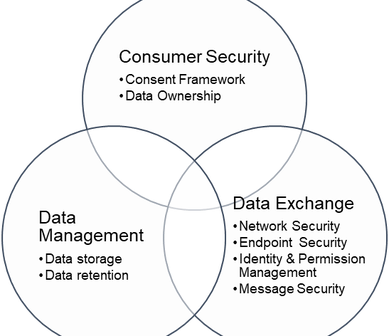 Consumer Security
•Consent Framework
•Data Ownership
Data
Management
•Data storage
•Data retention
Data Exchange
•Network Security
•Endpoint Security
•Identity & Permission
Management
•Message Security